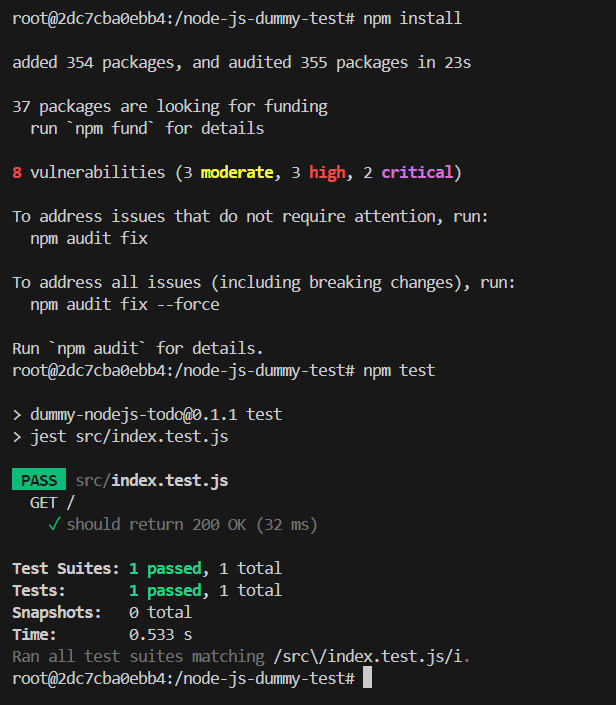 root@2dc7cba0ebb4:/node-js-dummy-test# npm install
added 354 packages, and audited 355 packages in 23s
37 packages are looking for funding
run `npm fund` for details
8 vulnerabilities (3 moderate, 3 high, 2 critical)
To address issues that do not require attention, run:
npm audit fix
To address all issues (including breaking changes), run:
npm audit fix --force
Run `npm audit` for details.
root@2dc7cba0ebb4:/node-js-dummy-test# npm test
> dummy-nodejs-todo@0.1.1 test
> jest src/index.test.js
PASS src/index.test.js
GET /
✓ should return 200 OK (32 ms)
Test Suites: 1 passed, 1 total
Tests: 1 passed, 1 total
Snapshots: 0 total
Time: 0.533 s
Ran all test suites matching /src\/index.test.js/i.
root@2dc7cba0ebb4:/node-js-dummy-test#